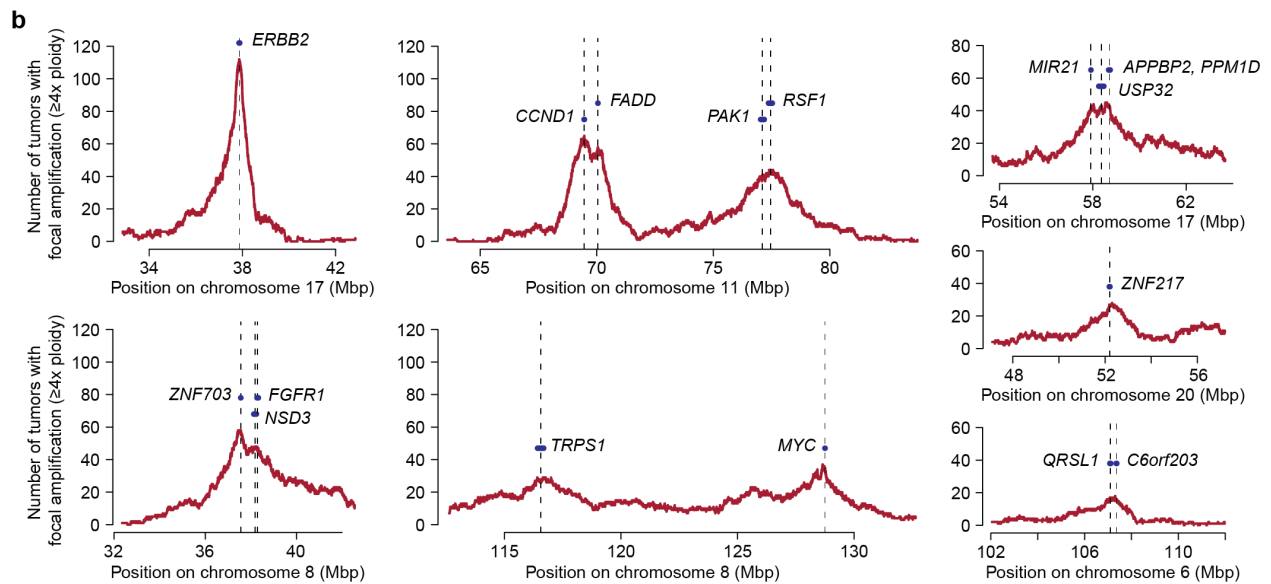 b
Number of tumors with
focal amplification (≥4x ploidy)
120
100
80
60
40
20
0
ERBB2
34
38
42
Position on chromosome 17 (Mbp)
120
100
80
60
40
20
0
CCND1
FADD
PAK1
RSF1
65
70
75
80
Position on chromosome 11 (Mbp)
80
60
40
20
0
MIR21
APPBP2, PPM1D
USP32
54
58
62
Position on chromosome 17 (Mbp)
60
40
20
0
ZNF217
48
52
56
Position on chromosome 20 (Mbp)
Number of tumors with
focal amplification (≥4x ploidy)
120
100
80
60
40
20
0
ZNF703
FGFR1
NSD3
32
36
40
Position on chromosome 8 (Mbp)
120
100
80
60
40
20
0
TRPS1
MYC
115
120
125
130
Position on chromosome 8 (Mbp)
60
40
20
0
QRSL1
C6orf203
102
106
110
Position on chromosome 6 (Mbp)